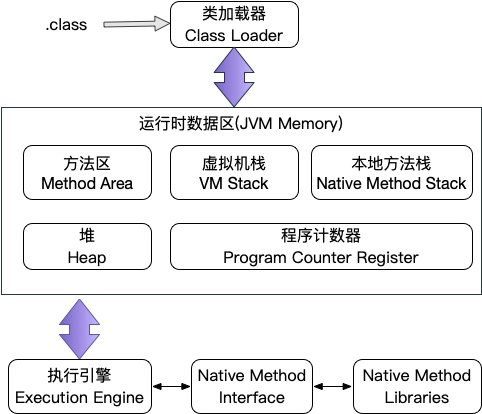 .class
类加载器
Class Loader
运行时数据区(JVM Memory)
方法区
Method Area
虚拟机栈
VM Stack
本地方法栈
Native Method Stack
堆
Heap
程序计数器
Program Counter Register
执行引擎
Execution Engine
Native Method
Interface
Native Method
Libraries